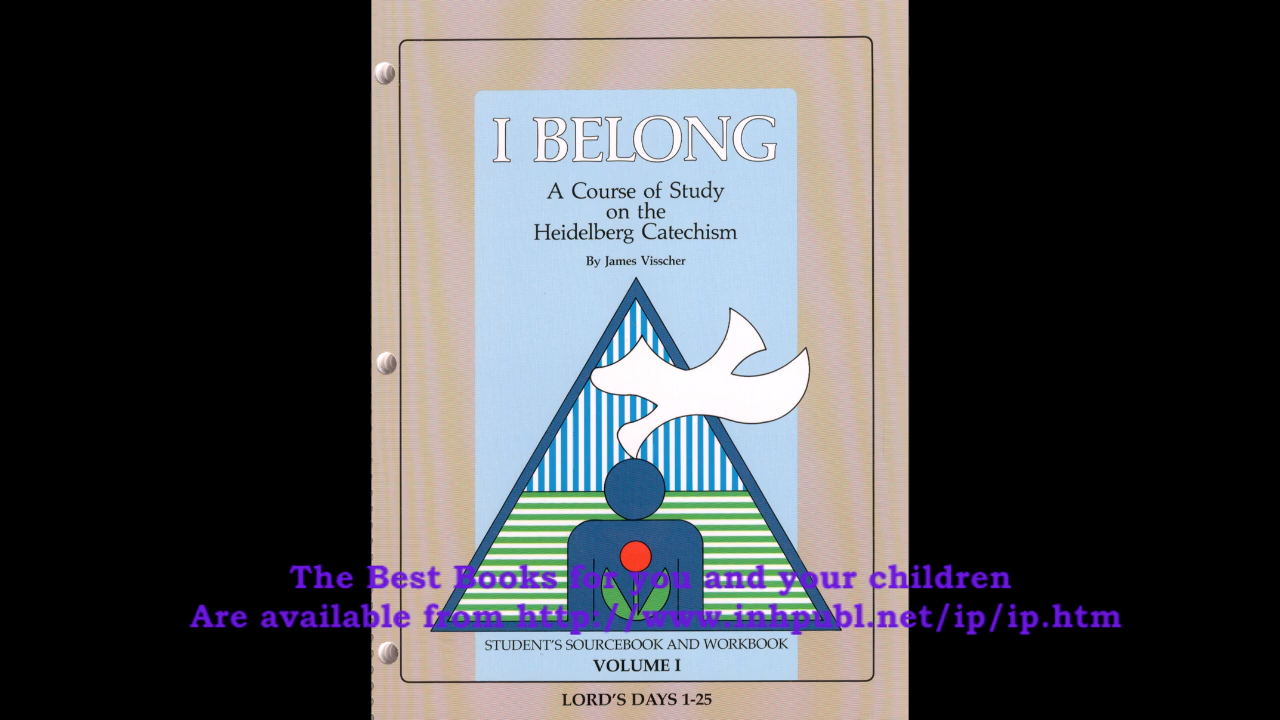 I BELONG
A Course of Study
on the
Heidelberg Catechism
By James Visscher
The Best Books for you and your children
Are available from http://www.inhpubl.net/ip/ip.htm
STUDENT'S SOURCEBOOK AND WORKBOOK
VOLUME I
LORD'S DAYS 1-25